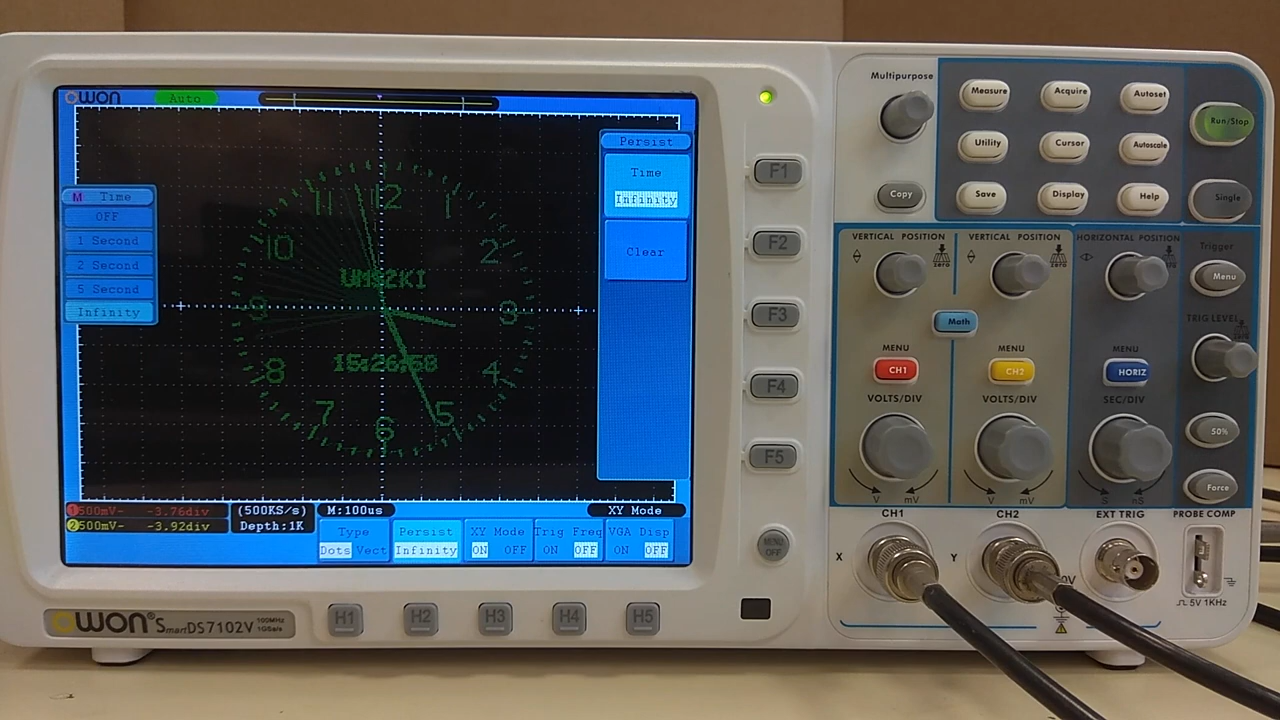 OWON
Auto
M Time
OFF
1 Second
2 Second
5 Second
Infinity
Persist
Time
Infinity
Clear
12
1
2
3
4
5
6
7
8
9
10
11
15:26:58
1 500mV~ -3.76div
2 500mV~ -3.92div
(500KS/s)
Depth:1K
M:100us
XY Mode
Type
Dots Vect
Persist
Infinity
XY Mode
ON OFF
Trig Freq
ON OFF
VGA Disp
ON OFF
OWON® SmartDS7102V 100MHz
1GSa/s
H1 H2 H3 H4 H5
F1
F2
F3
F4
F5
MENU
OFF
Multipurpose
Copy
Measure Acquire Autoset
Utility Cursor Autoscale
Save Display Help
Run/Stop
Single
VERTICAL POSITION
zero
VERTICAL POSITION
zero
HORIZONTAL POSITION
Math
Trigger
Menu
TRIG LEVEL
50%
Force
MENU
CH1
VOLTS/DIV
V mV
MENU
CH2
VOLTS/DIV
V mV
MENU
HORIZ
SEC/DIV
S nS
CH1
X
CH2
Y
EXT TRIG
PROBE COMP
5V 1KHz